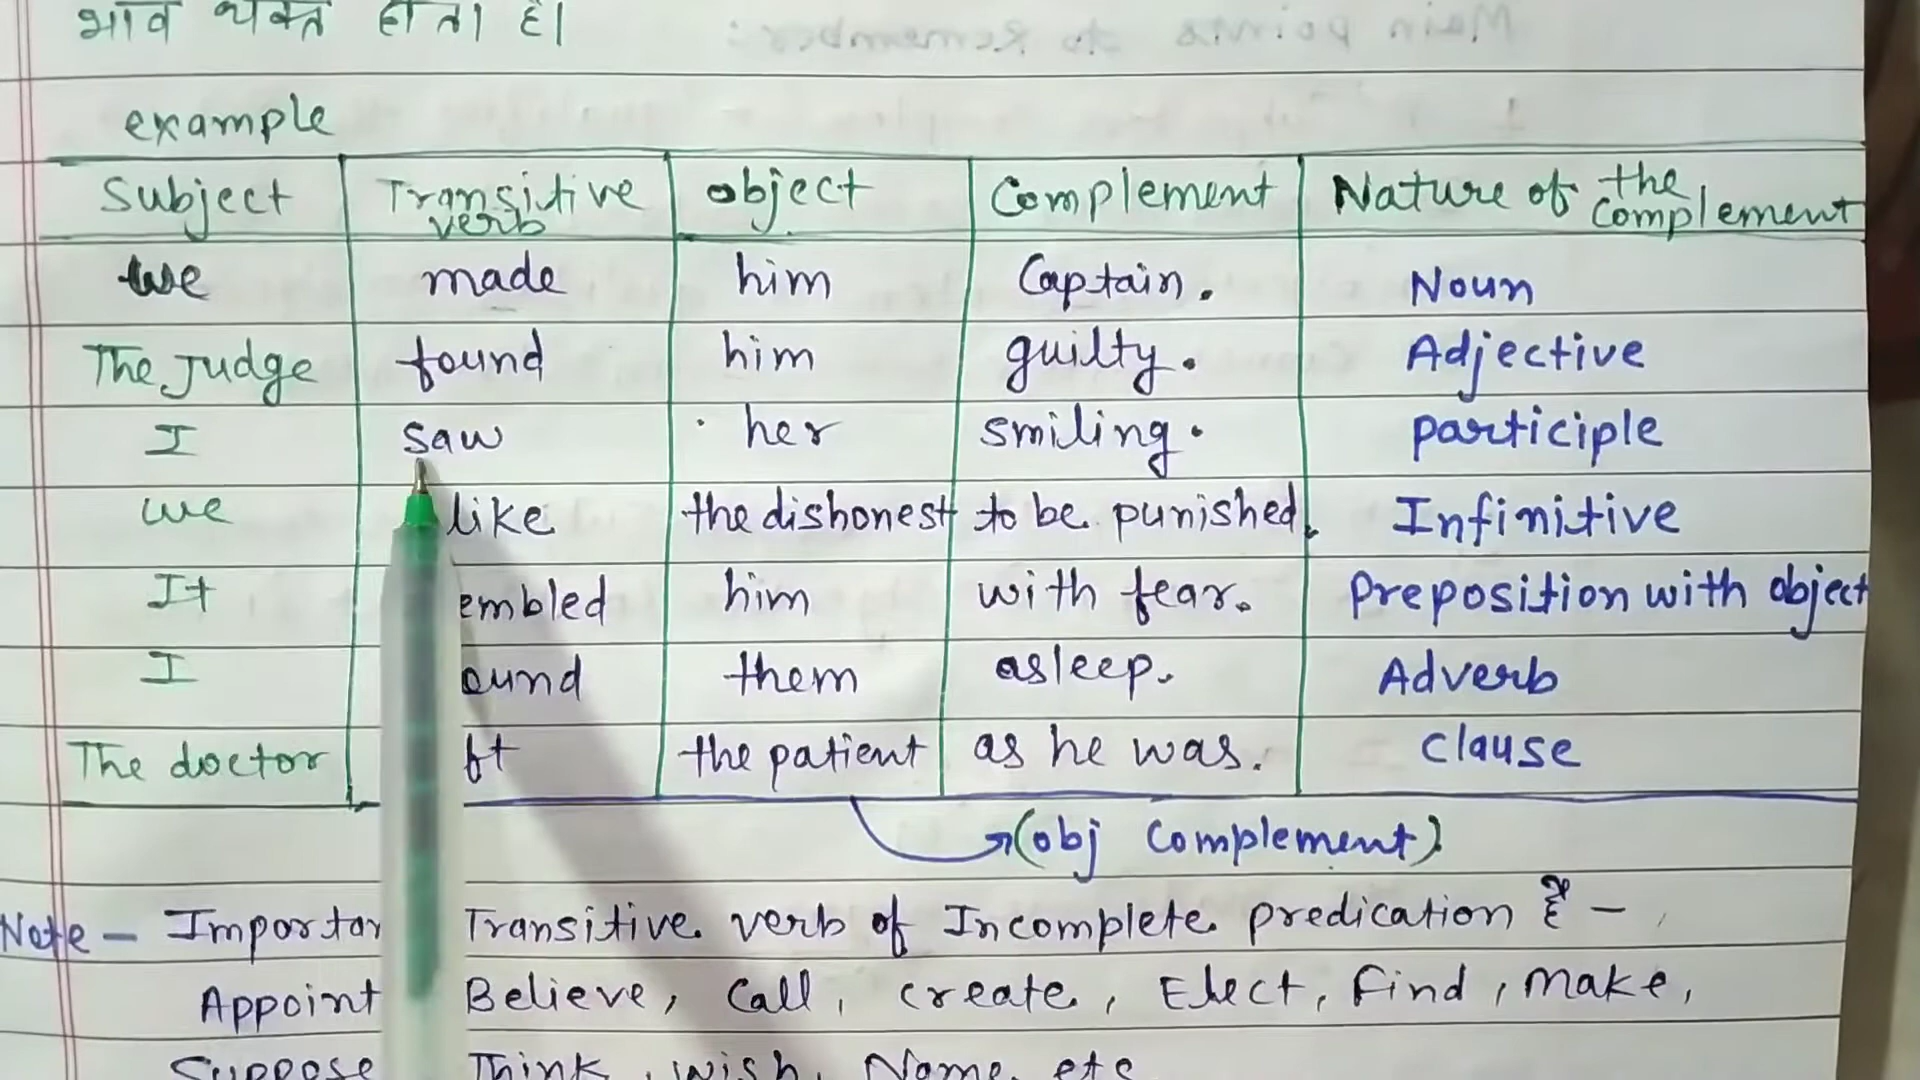 भाव व्यक्त होता है।
example
Subject Transitive verb object Complement Nature of the Complement
we made him Captain. Noun
The Judge found him guilty. Adjective
I saw her smiling. participle
we like the dishonest to be punished. Infinitive
It embled him with fear. Preposition with object
I ound them asleep. Adverb
The doctor ft the patient as he was. Clause
(obj Complement)
Note - Importan Transitive verb of Incomplete predication हैं -
Appoint Believe, Call, create, Elect, Find, Make,
Suppose Think, wish, Name, etc